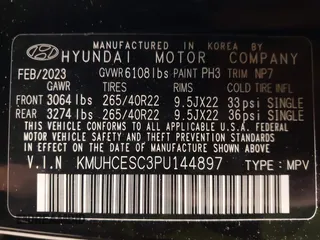 MANUFACTURED IN KOREA BY
HYUNDAI MOTOR COMPANY
FEB/2023 GVWR 6108 lbs PAINT PH3 TRIM NP7
GAWR TIRES RIMS COLD TIRE INFL
FRONT 3064 lbs 265/40R22 9.5JX22 33psi SINGLE
REAR 3274 lbs 265/40R22 9.5JX22 36psi SINGLE
THIS VEHICLE CONFORMS TO ALL APPLICABLE U.S.
MOTOR VEHICLE SAFETY AND THEFT PREVENTION STANDARDS
IN EFFECT ON THE DATE OF MANUFACTURE SHOWN ABOVE.
V.I.N KMUHCESC3PU144897 TYPE: MPV